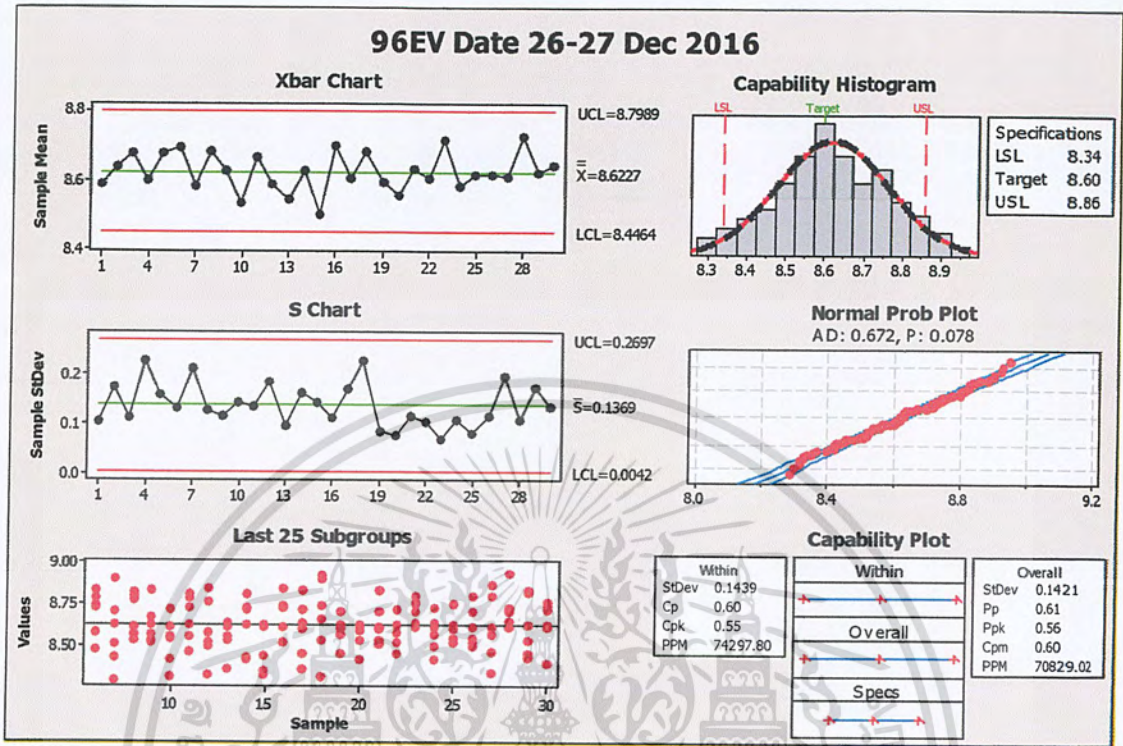 96EV Date 26-27 Dec 2016
Xbar Chart
Sample Mean
8.8
8.6
8.4
1 4 7 10 13 16 19 22 25 28
UCL=8.7989
X=8.6227
LCL=8.4464
Capability Histogram
LSL Target USL
8.3 8.4 8.5 8.6 8.7 8.8 8.9
Specifications
LSL 8.34
Target 8.60
USL 8.86
S Chart
Sample StDev
0.2
0.1
0.0
1 4 7 10 13 16 19 22 25 28
UCL=0.2697
S=0.1369
LCL=0.0042
Normal Prob Plot
AD: 0.672, P: 0.078
8.0 8.4 8.8 9.2
Last 25 Subgroups
Values
9.00
8.75
8.50
10 15 20 25 30
Sample
Capability Plot
Within
StDev 0.1439
Cp 0.60
Cpk 0.55
PPM 74297.80
Within
Overall
Specs
Overall
StDev 0.1421
Pp 0.61
Ppk 0.56
Cpm 0.60
PPM 70829.02